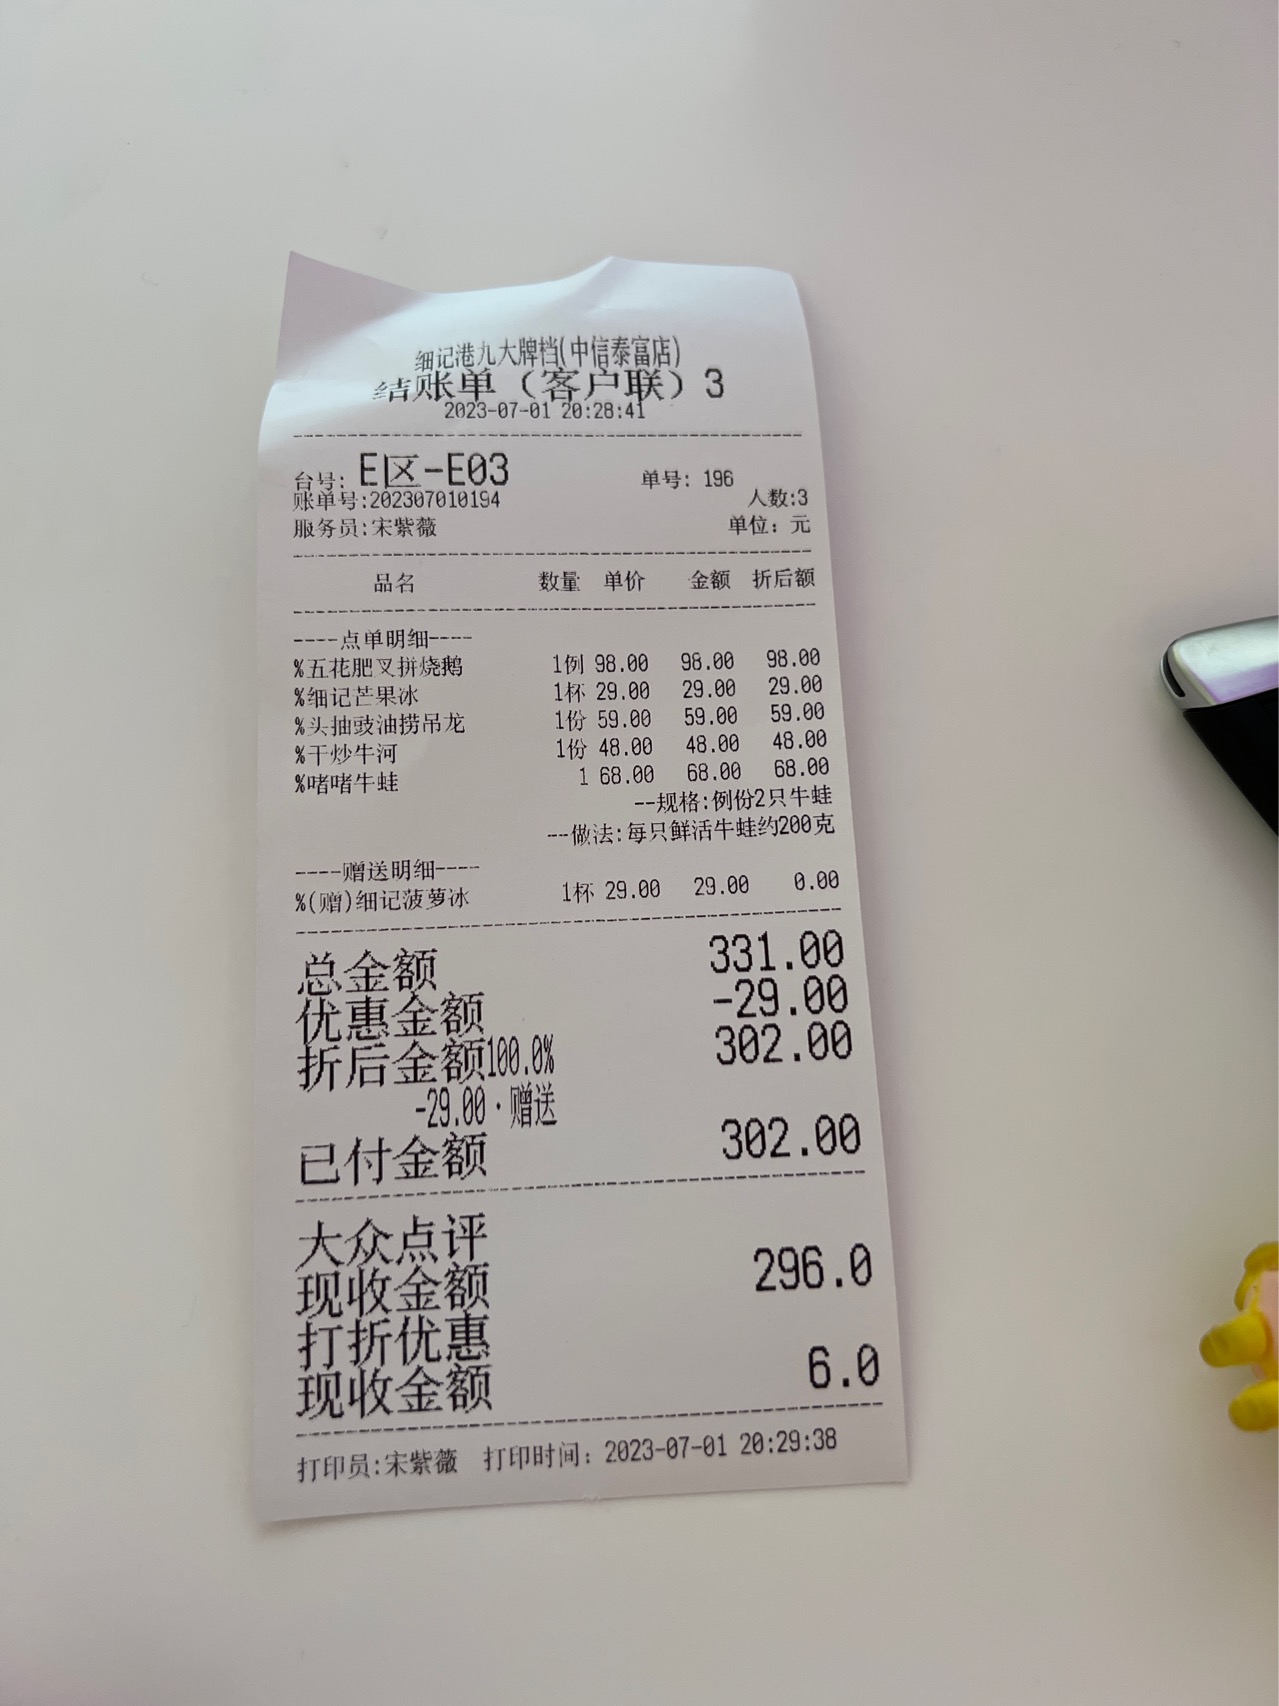 细记港九大牌档(中信泰富店)
结账单（客户联）3
2023-07-01 20:28:41
台号: E区-E03 单号: 196
账单号:202307010194 人数:3
服务员:宋紫薇 单位: 元
品名 数量 单价 金额 折后额
----点单明细----
%五花肥叉拼烧鹅 1例 98.00 98.00 98.00
%细记芒果冰 1杯 29.00 29.00 29.00
%头抽豉油捞吊龙 1份 59.00 59.00 59.00
%干炒牛河 1份 48.00 48.00 48.00
%啫啫牛蛙 1 68.00 68.00 68.00
--规格:例份2只牛蛙
---做法:每只鲜活牛蛙约200克
----赠送明细----
%(赠)细记菠萝冰 1杯 29.00 29.00 0.00
总金额 331.00
优惠金额 -29.00
折后金额100.0% 302.00
-29.00·赠送
已付金额 302.00
大众点评
现收金额 296.0
打折优惠
现收金额 6.0
打印员:宋紫薇 打印时间: 2023-07-01 20:29:38